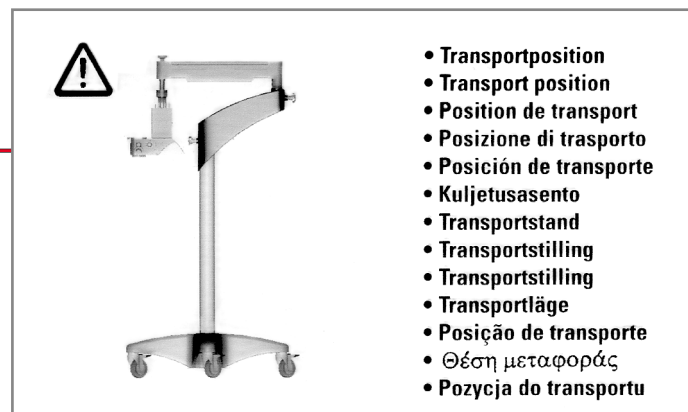 • Transportposition
• Transport position
• Position de transport
• Posizione di trasporto
• Posición de transporte
• Kuljetusasento
• Transportstand
• Transportstilling
• Transportstilling
• Transportläge
• Posição de transporte
• Θέση μεταφοράς
• Pozycja do transportu